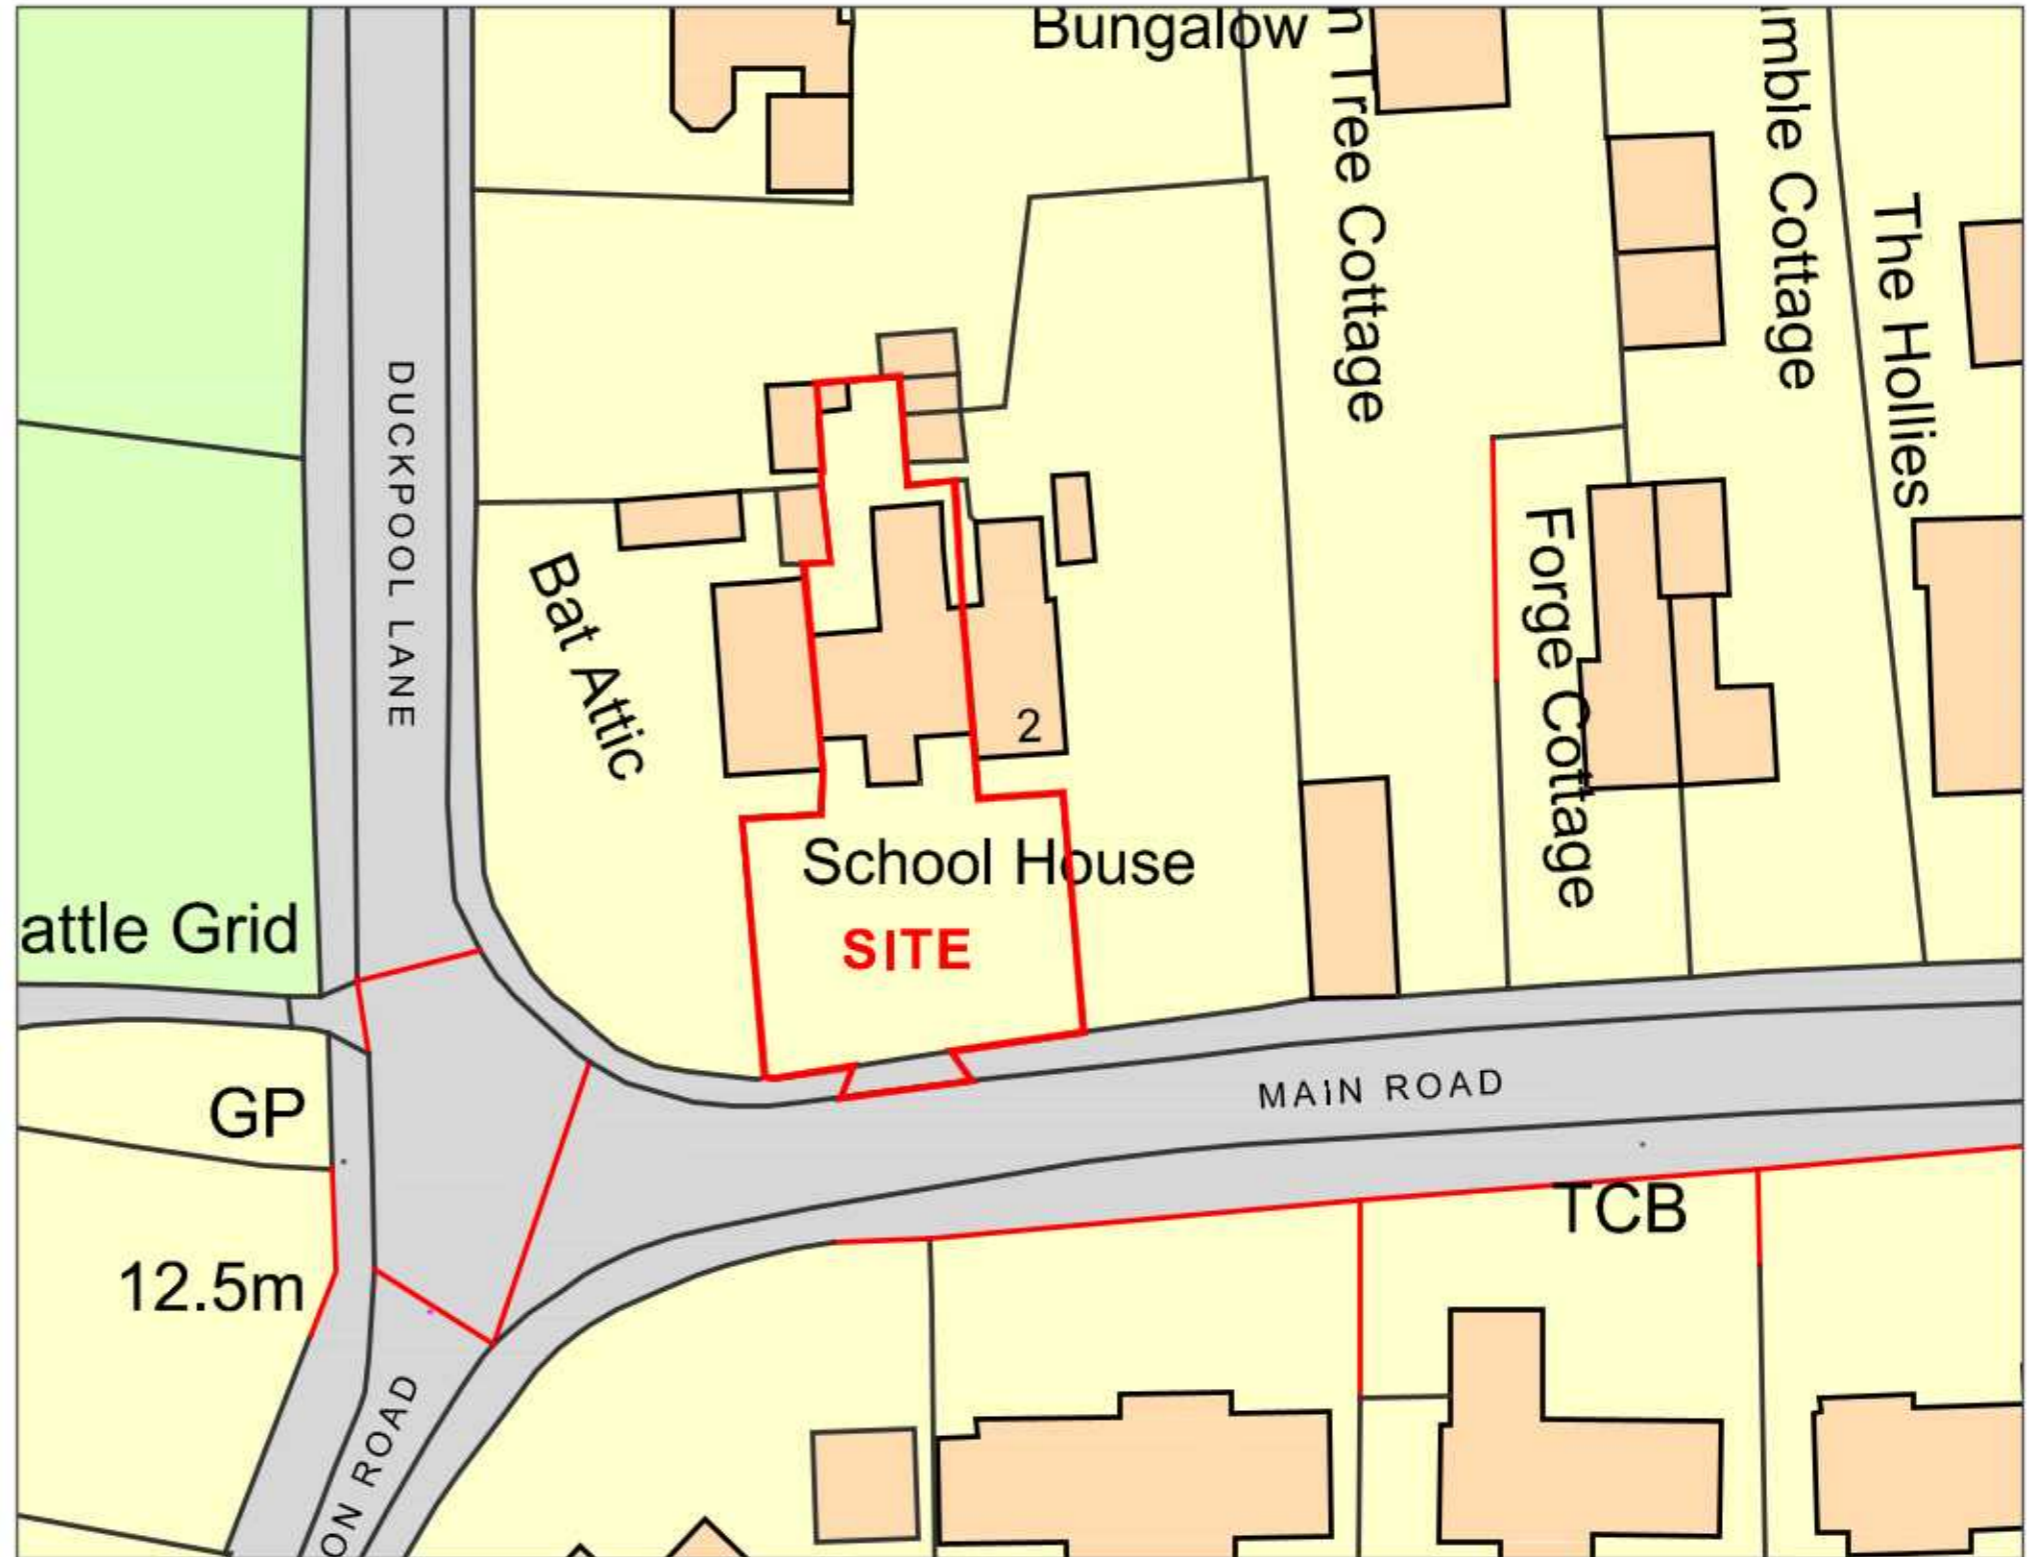 Bungalow
Tree Cottage
Cottage
The Hollies
DUCKPOOL LANE
Bat Attic
Forge Cottage
2
School House
SITE
attle Grid
MAIN ROAD
GP
TCB
12.5m
ON ROAD